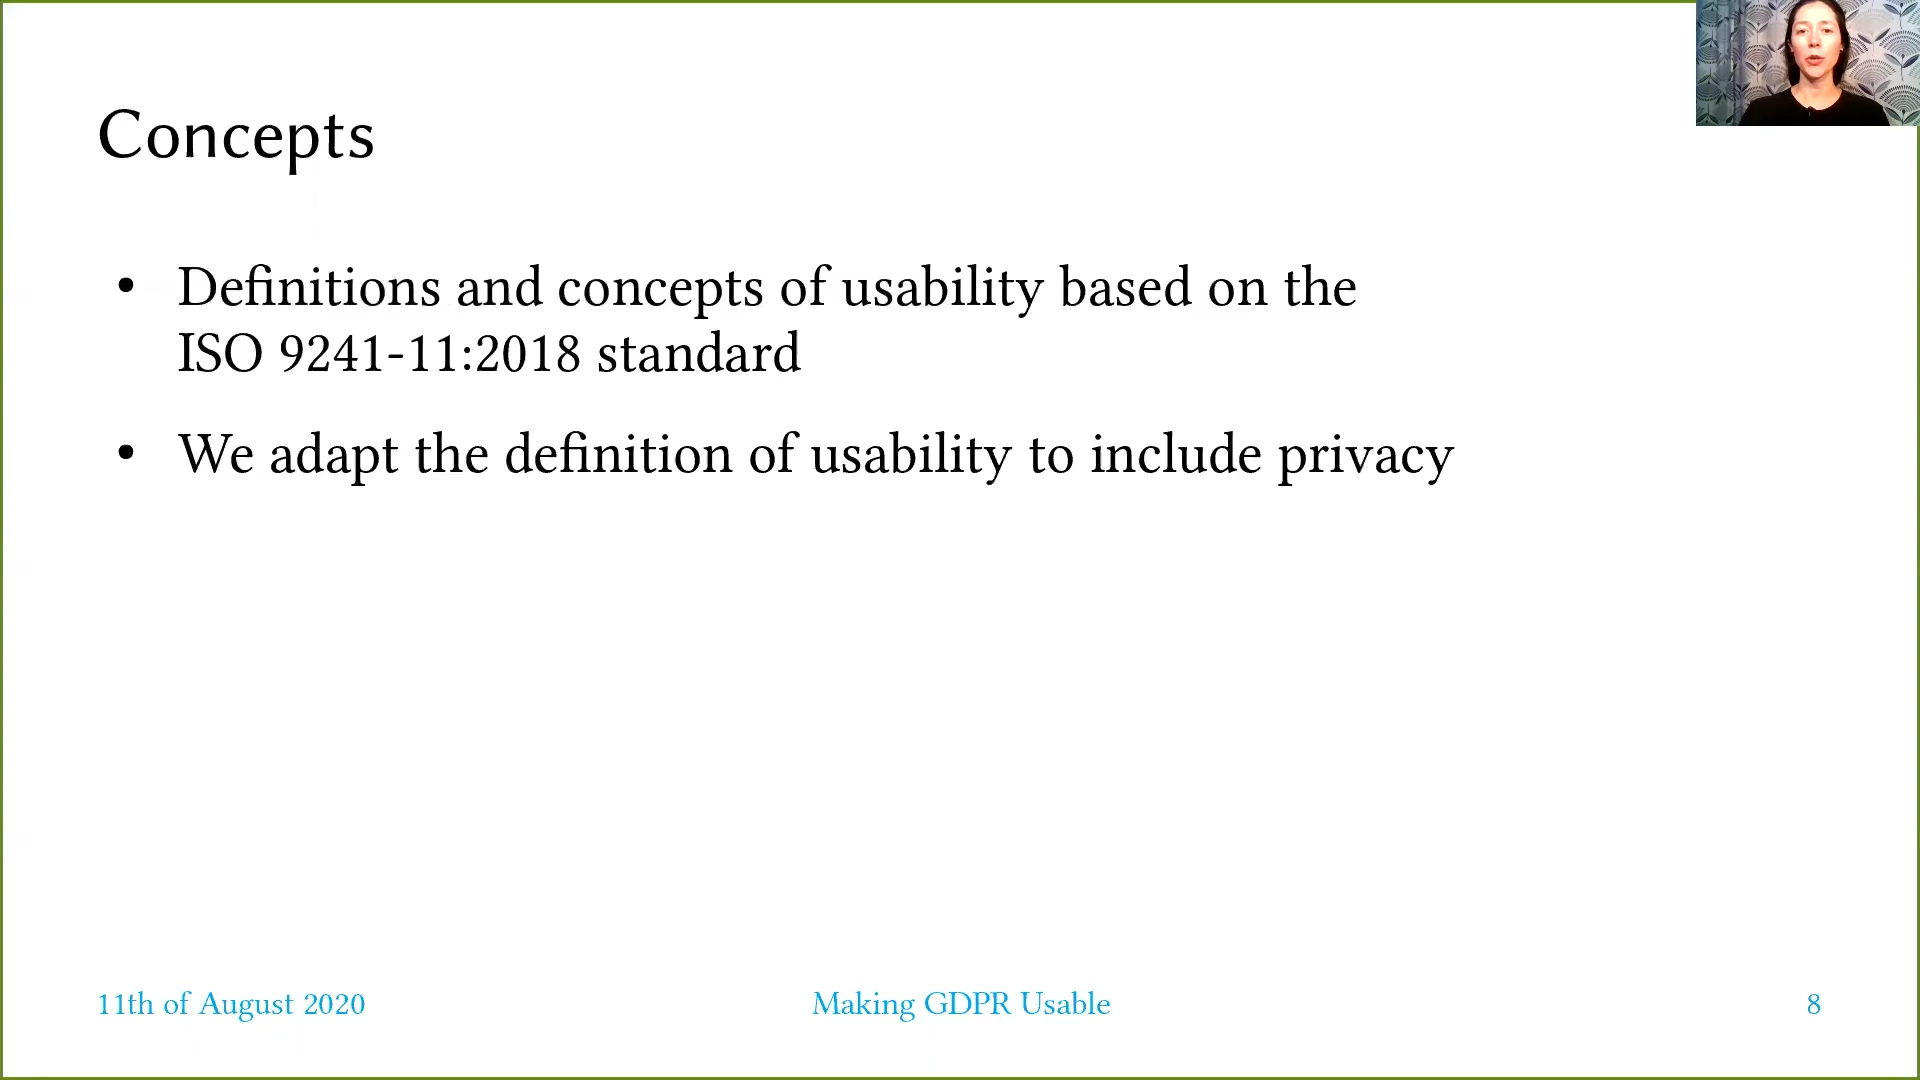 Concepts
• Definitions and concepts of usability based on the
ISO 9241-11:2018 standard
• We adapt the definition of usability to include privacy
11th of August 2020
Making GDPR Usable
8